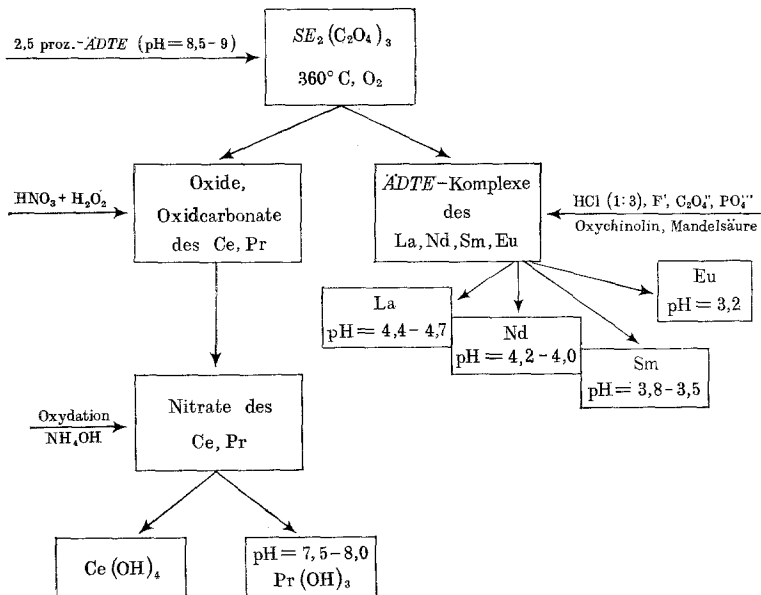 2,5 proz.-ÄDTE (pH = 8,5 – 9)
SE₂(C₂O₄)₃
360° C, O₂
HNO₃ + H₂O₂
Oxide,
Oxidcarbonate
des Ce, Pr
ÄDTE-Komplexe
des
La, Nd, Sm, Eu
HCl (1:3), F', C₂O₄'', PO₄'''
Oxychinolin, Mandelsäure
Eu
pH = 3,2
La
pH = 4,4 – 4,7
Nd
pH = 4,2 – 4,0
Sm
pH = 3,8 – 3,5
Oxydation
NH₄OH
Nitrate des
Ce, Pr
Ce(OH)₄
pH = 7,5 – 8,0
Pr(OH)₃